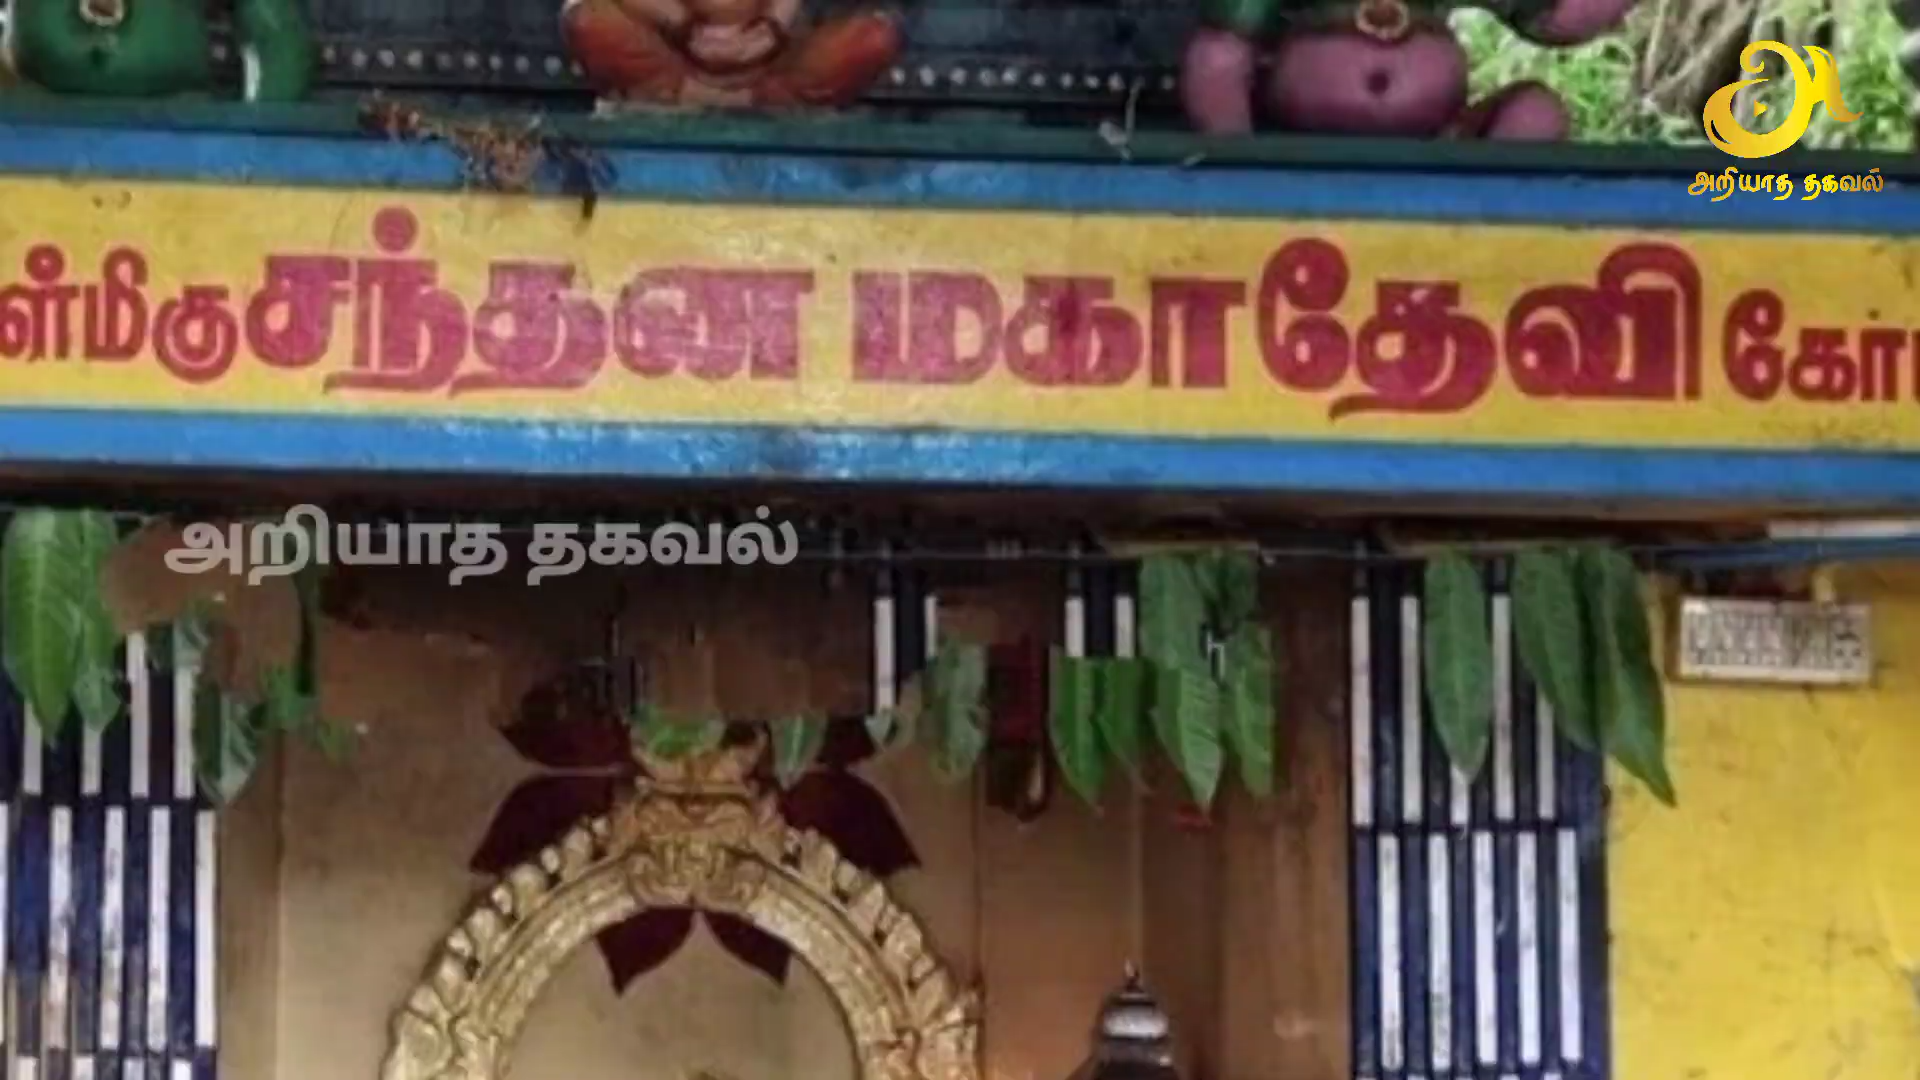 அறியாத தகவல்
ள்மிகு சந்தன மகாதேவி கோ
அறியாத தகவல்